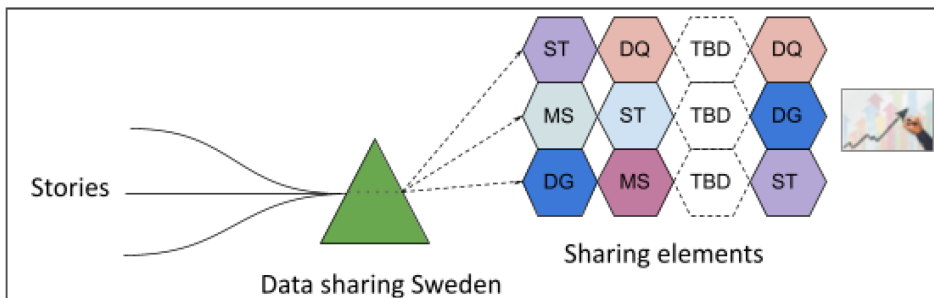 ST DQ TBD DQ
MS ST TBD DG
DG MS TBD ST
Stories
Sharing elements
Data sharing Sweden